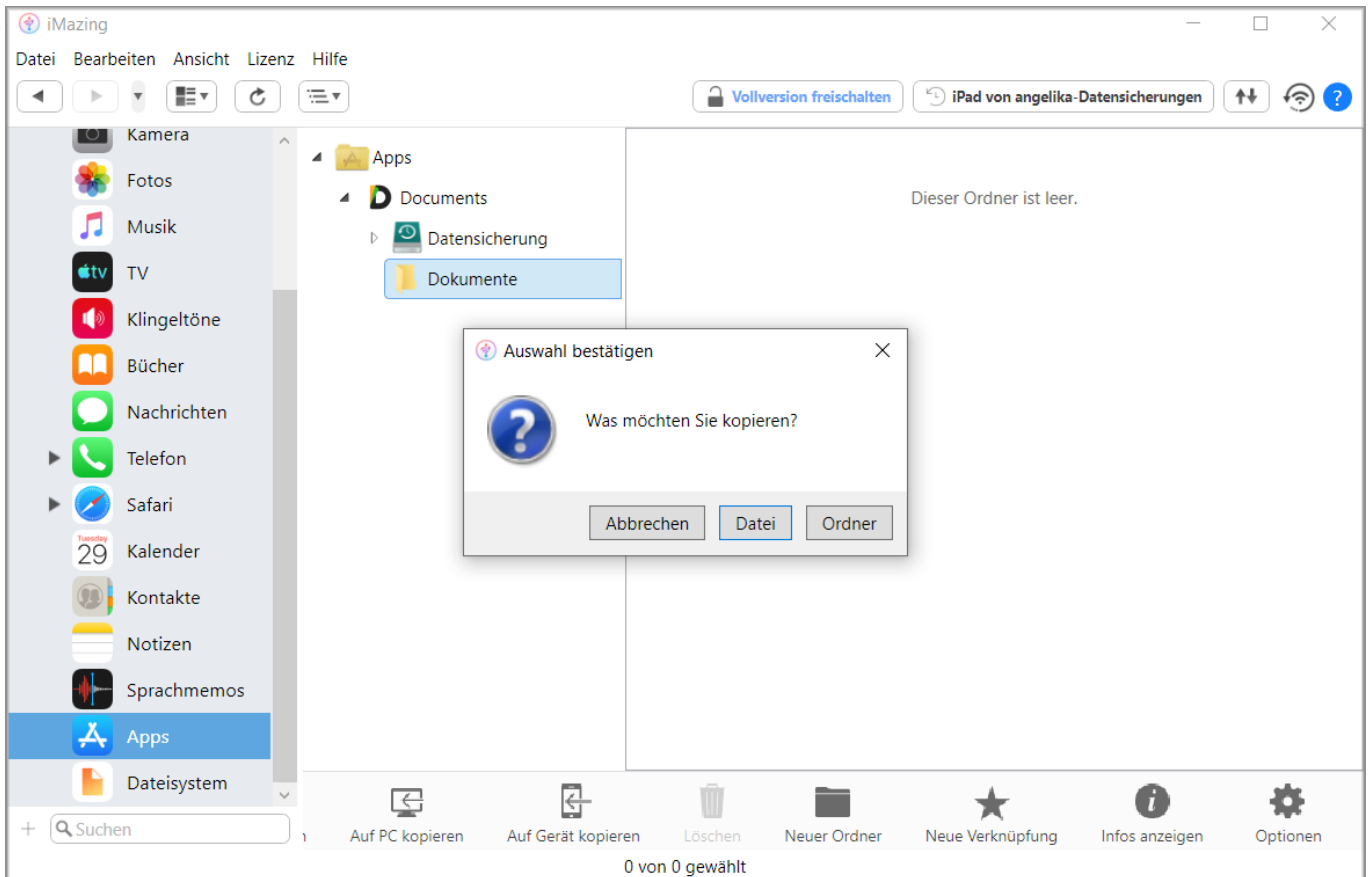 iMazing
Datei Bearbeiten Ansicht Lizenz Hilfe
Vollversion freischalten
iPad von angelika-Datensicherungen
?
Kamera
Fotos
Musik
tv TV
Klingeltöne
Bücher
Nachrichten
Telefon
Safari
Tuesday
29 Kalender
Kontakte
Notizen
Sprachmemos
Apps
Dateisystem
Suchen
Apps
Documents
Datensicherung
Dokumente
Dieser Ordner ist leer.
Auswahl bestätigen
Was möchten Sie kopieren?
Abbrechen Datei Ordner
Auf PC kopieren Auf Gerät kopieren Löschen Neuer Ordner Neue Verknüpfung Infos anzeigen Optionen
0 von 0 gewählt